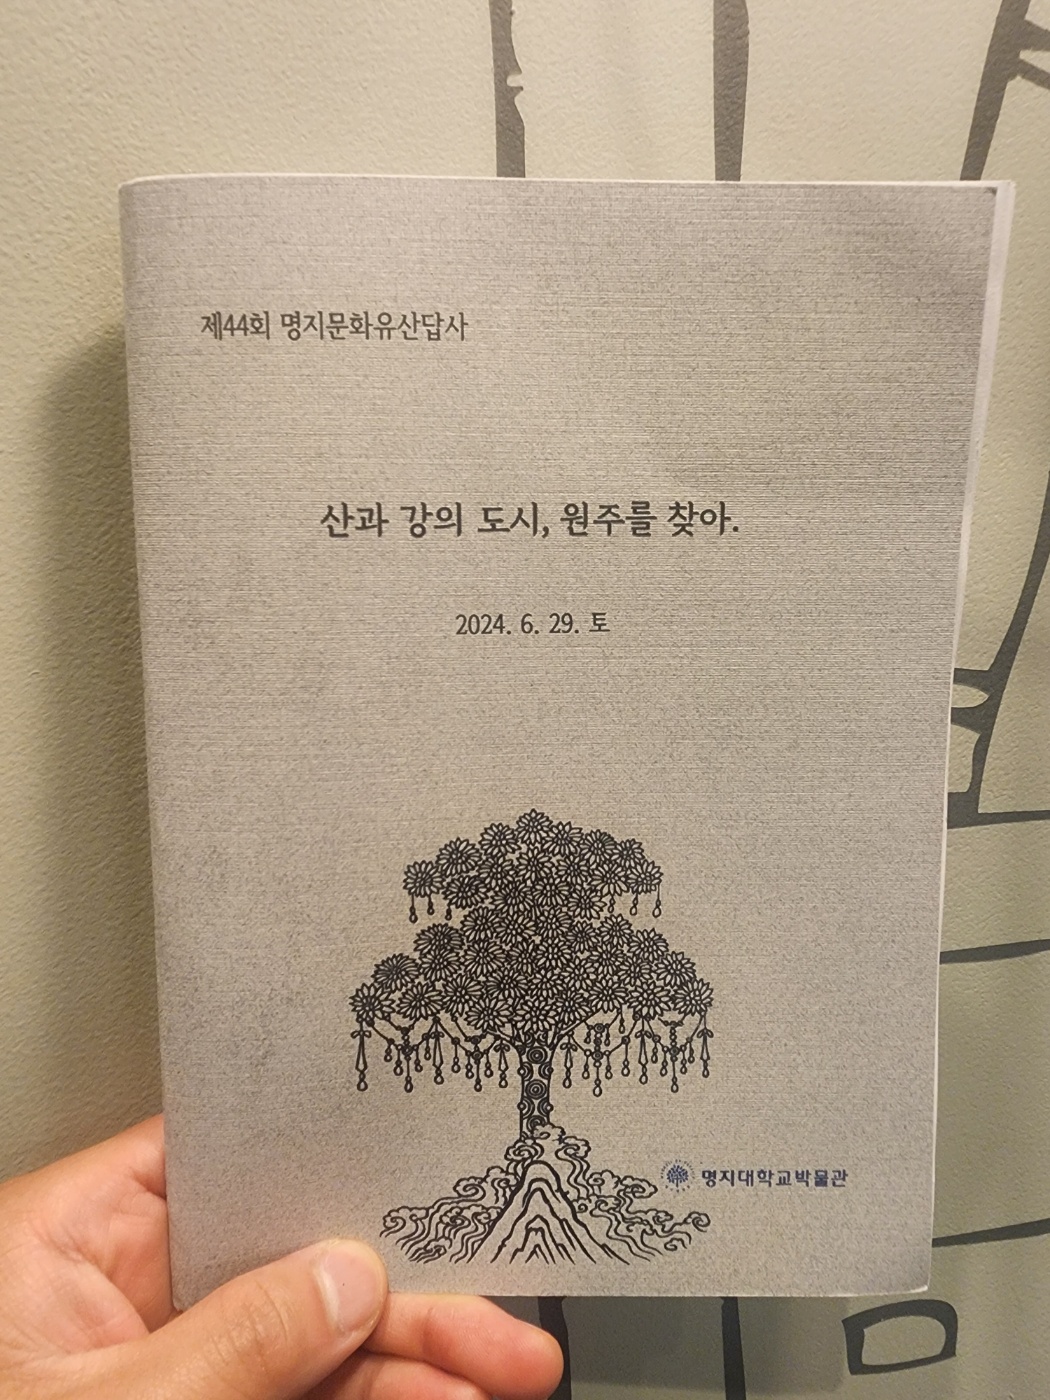 제44회 명지문화유산답사
산과 강의 도시, 원주를 찾아.
2024. 6. 29. 토
명지대학교박물관